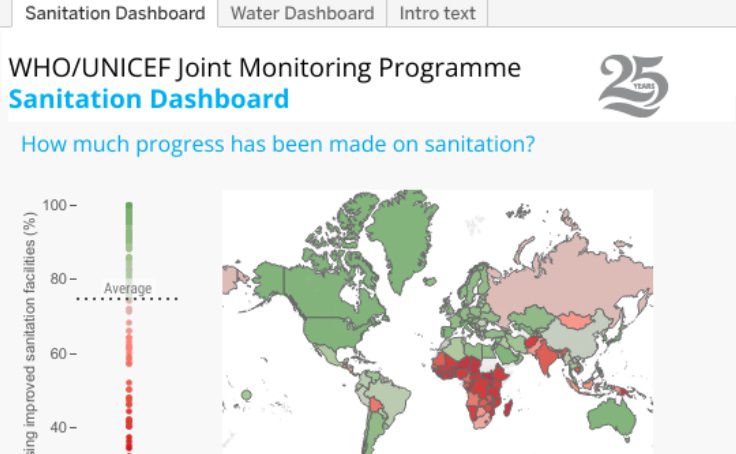 Sanitation Dashboard
Water Dashboard
Intro text
WHO/UNICEF Joint Monitoring Programme
Sanitation Dashboard
25
YEARS
How much progress has been made on sanitation?
improved sanitation facilities (%)
100
80
Average
60
40